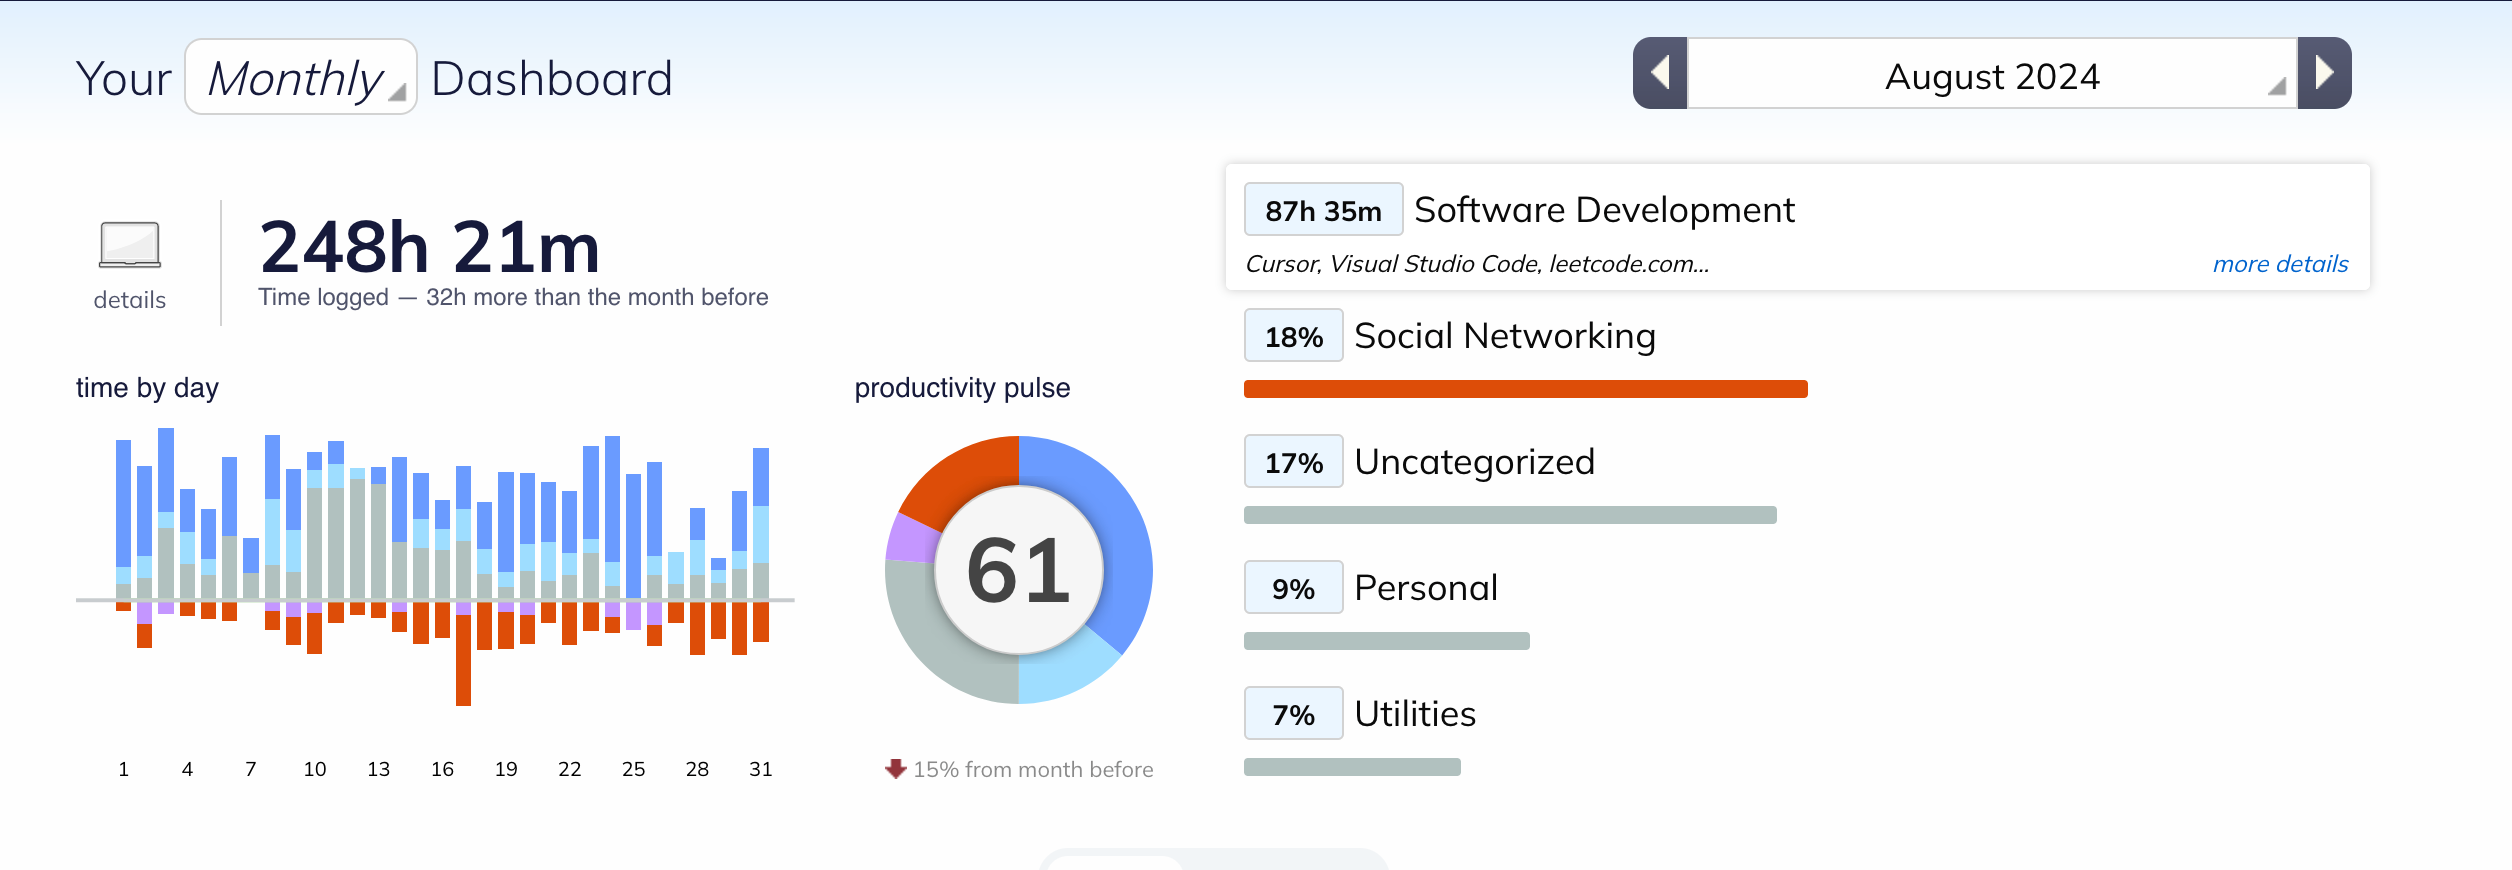 Your Monthly Dashboard
August 2024
details
248h 21m
Time logged — 32h more than the month before
time by day
1 4 7 10 13 16 19 22 25 28 31
productivity pulse
61
15% from month before
87h 35m Software Development
Cursor, Visual Studio Code, leetcode.com...
more details
18% Social Networking
17% Uncategorized
9% Personal
7% Utilities